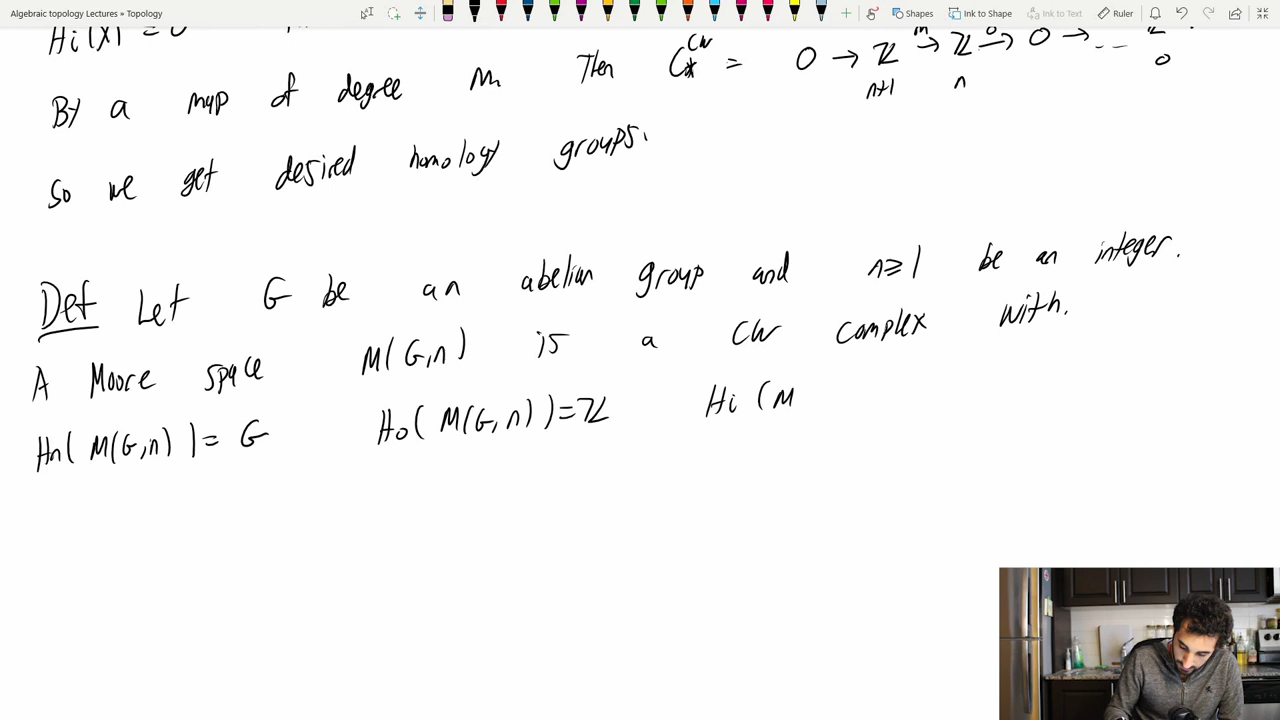 Algebraic topology Lectures » Topology
Shapes Ink to Shape Ink to Text Ruler
Hi(X) = 0
By a map of degree m Then C*^CW = 0 → ℤ →^m ℤ →^0 0 → ...
n+1 n 0
So we get desired homology groups.
Def Let G be an abelian group and n≥1 be an integer.
A Moore space M(G,n) is a CW complex with.
Hn( M(G,n) ) = G H0( M(G,n) ) = ℤ Hi (M